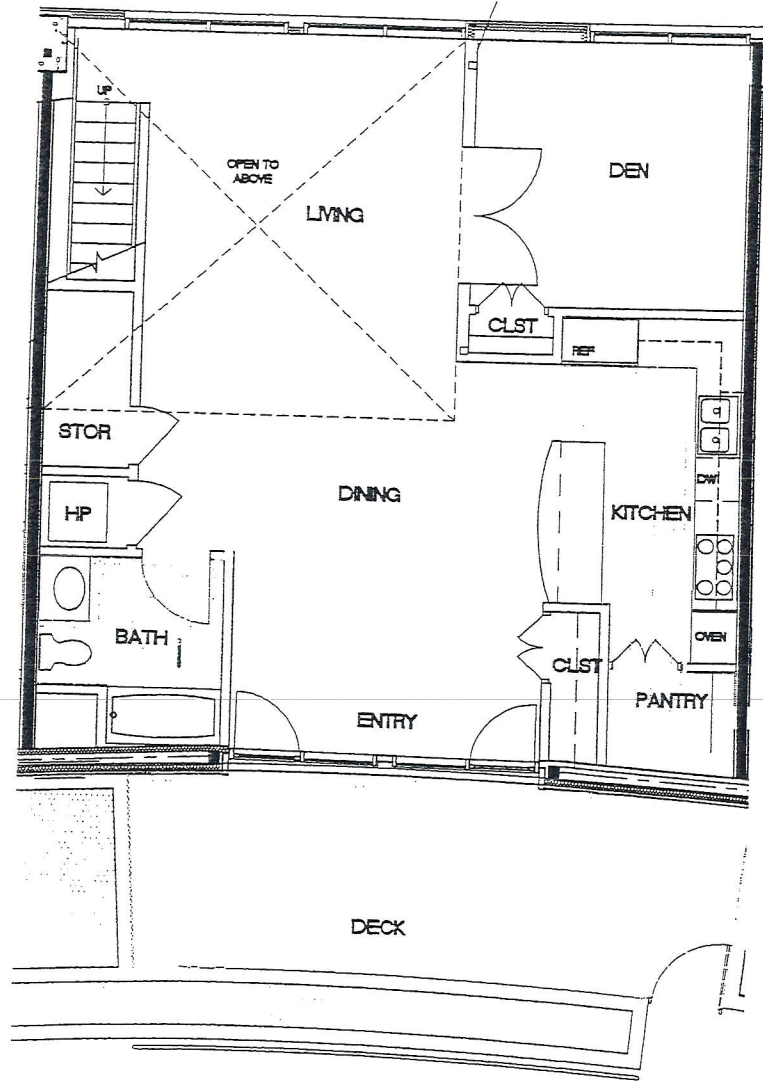 UP
OPEN TO
ABOVE
LIVING
DEN
CLST
REF
STOR
DINING
DW
HP
KITCHEN
BATH
OVEN
CLST
PANTRY
ENTRY
DECK